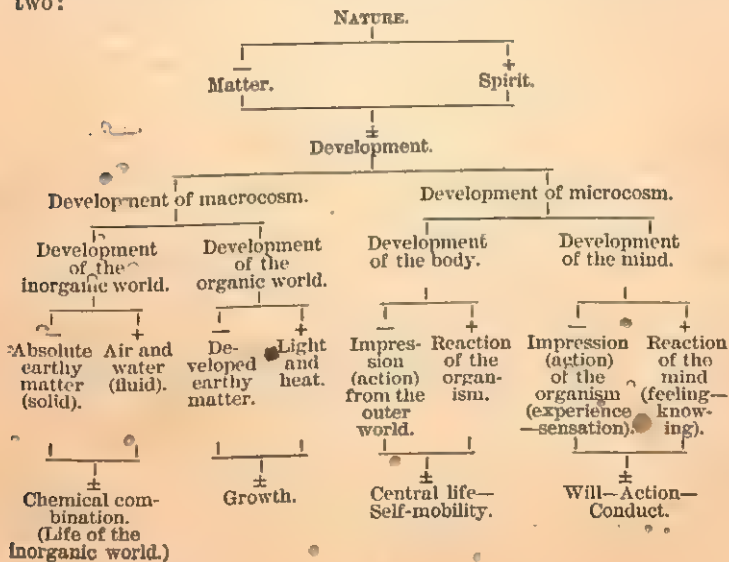 two:
NATURE.
− +
Matter. Spirit.
±
Development.
Development of macrocosm. Development of microcosm.
Development of the inorganic world.
Development of the organic world.
Development of the body.
Development of the mind.
− + − + − + − +
Absolute earthy matter (solid).
Air and water (fluid).
De-
veloped
earthy
matter.
Light
and
heat.
Impres-
sion
(action)
from the
outer
world.
Reaction
of the
organ-
ism.
Impression
(action)
of the
organism
(experience
—sensation).
Reaction
of the
mind
(feeling—
know-
ing).
± ± ± ±
Chemical com-
bination.
(Life of the
inorganic world.)
Growth.
Central life—
Self-mobility.
Will—Action—
Conduct.